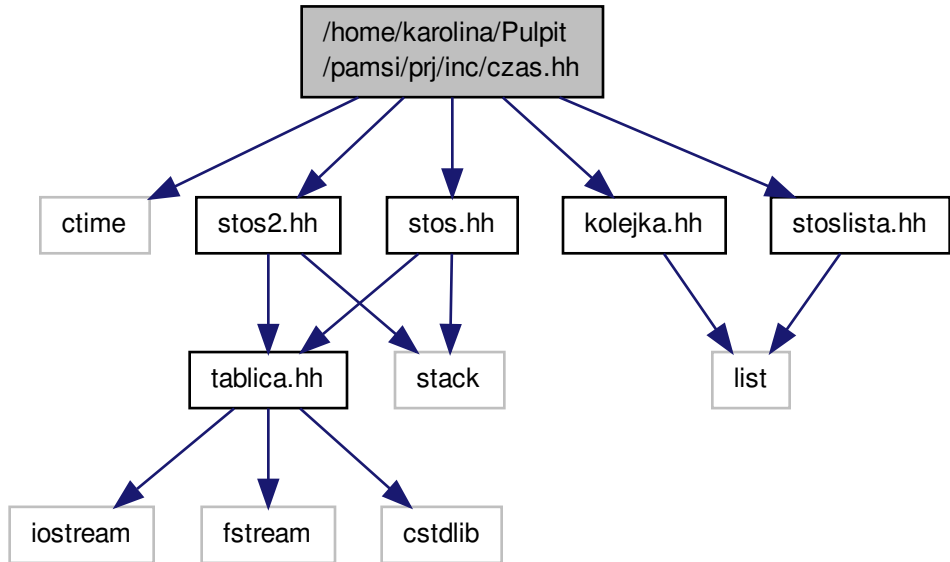 /home/karolina/Pulpit
/pamsi/prj/inc/czas.hh
ctime
stos2.hh
stos.hh
kolejka.hh
stoslista.hh
tablica.hh
stack
list
iostream
fstream
cstdlib